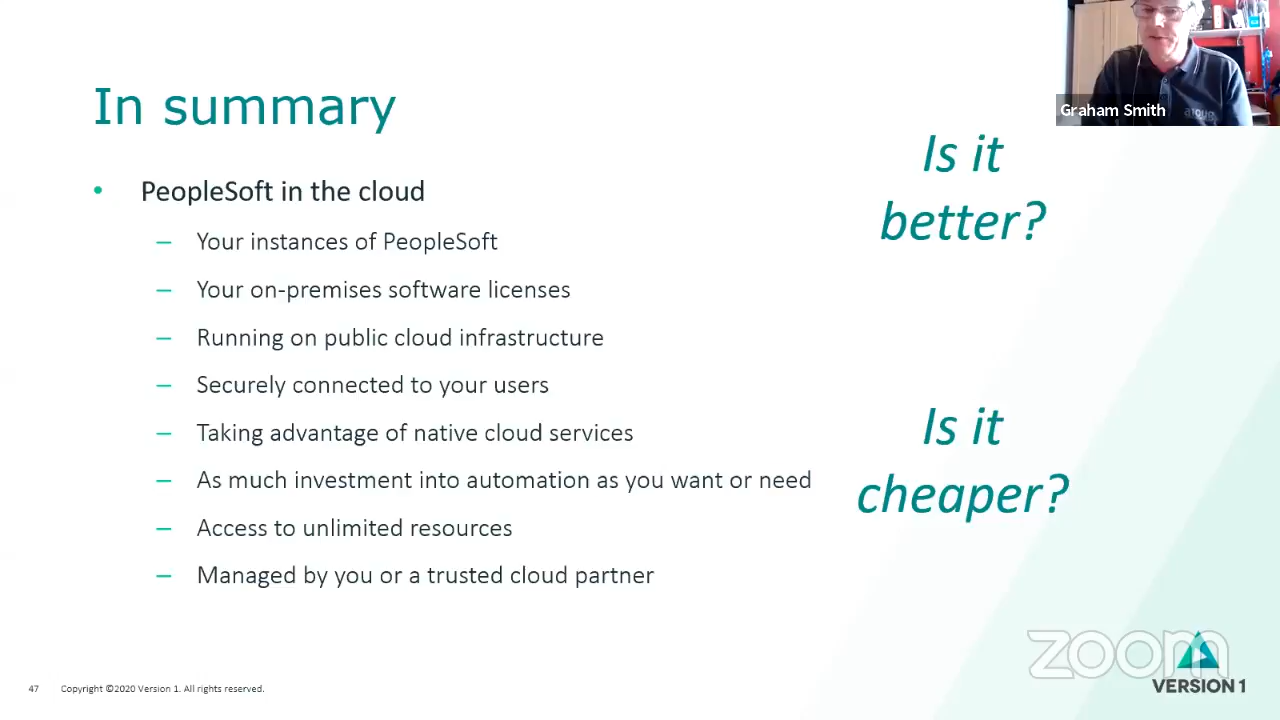 Graham Smith
In summary
Is it
better?
• PeopleSoft in the cloud
– Your instances of PeopleSoft
– Your on-premises software licenses
– Running on public cloud infrastructure
– Securely connected to your users
– Taking advantage of native cloud services
– As much investment into automation as you want or need
– Access to unlimited resources
– Managed by you or a trusted cloud partner
Is it
cheaper?
zoom
VERSION 1
47 Copyright ©2020 Version 1. All rights reserved.